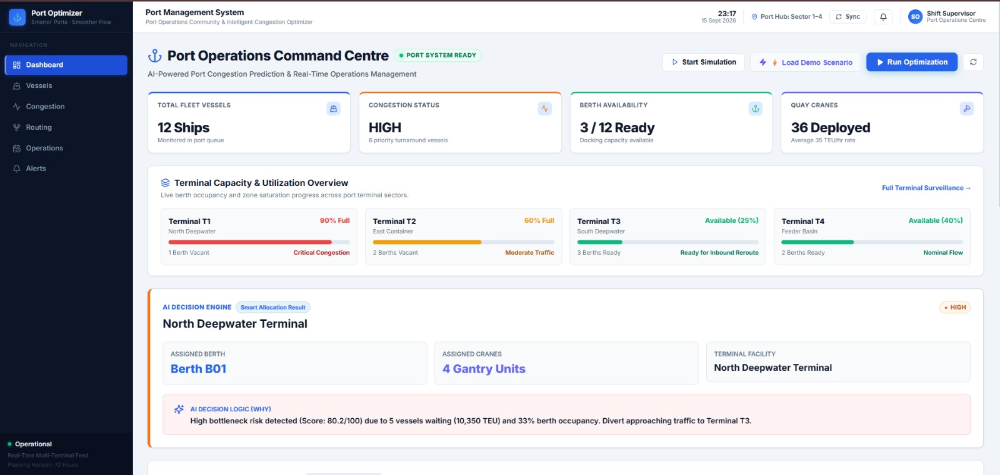 Port Optimizer
Smarter Ports · Smoother Flow
NAVIGATION
Dashboard
Vessels
Congestion
Routing
Operations
Alerts
Operational
Real-Time Multi-Terminal Feed
Planning Horizon: 72 Hours
Port Management System
Port Operations Community & Intelligent Congestion Optimizer
23:17
15 Sept 2026
Port Hub: Sector 1–4
Sync
SO
Shift Supervisor
Port Operations Centre
Port Operations Command Centre
PORT SYSTEM READY
AI-Powered Port Congestion Prediction & Real-Time Operations Management
Start Simulation
Load Demo Scenario
Run Optimization
TOTAL FLEET VESSELS
12 Ships
Monitored in port queue
CONGESTION STATUS
HIGH
6 priority turnaround vessels
BERTH AVAILABILITY
3 / 12 Ready
Docking capacity available
QUAY CRANES
36 Deployed
Average 35 TEU/hr rate
Terminal Capacity & Utilization Overview
Live berth occupancy and zone saturation progress across port terminal sectors.
Full Terminal Surveillance →
Terminal T1
90% Full
North Deepwater
1 Berth Vacant
Critical Congestion
Terminal T2
60% Full
East Container
2 Berths Vacant
Moderate Traffic
Terminal T3
Available (25%)
South Deepwater
3 Berths Ready
Ready for Inbound Reroute
Terminal T4
Available (40%)
Feeder Basin
2 Berths Ready
Nominal Flow
AI DECISION ENGINE
Smart Allocation Result
HIGH
North Deepwater Terminal
ASSIGNED BERTH
Berth B01
ASSIGNED CRANES
4 Gantry Units
TERMINAL FACILITY
North Deepwater Terminal
AI DECISION LOGIC (WHY)
High bottleneck risk detected (Score: 80.2/100) due to 5 vessels waiting (10,350 TEU) and 33% berth occupancy. Divert approaching traffic to Terminal T3.